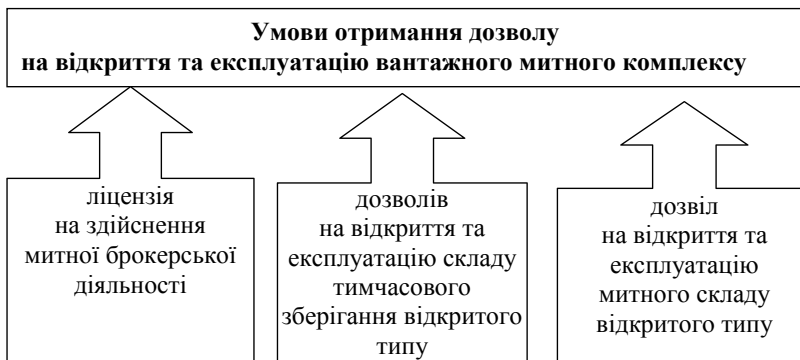 Умови отримання дозволу
на відкриття та експлуатацію вантажного митного комплексу
ліцензія
на здійснення
митної брокерської
діяльності
дозволів
на відкриття та
експлуатацію складу
тимчасового
зберігання відкритого
типу
дозвіл
на відкриття та
експлуатацію
митного складу
відкритого типу